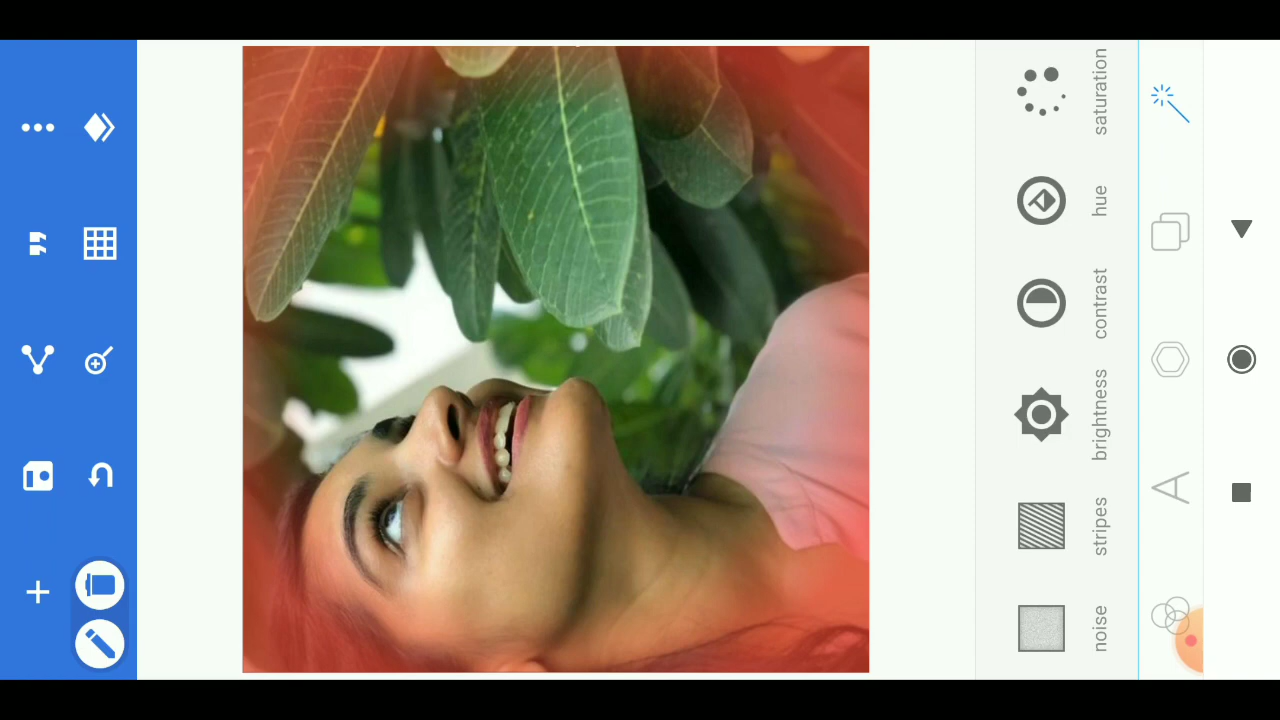 noise
stripes
brightness
contrast
hue
saturation